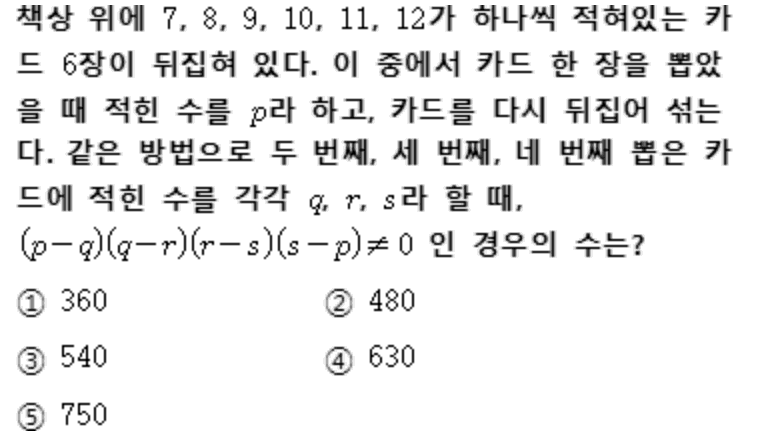 책상 위에 7, 8, 9, 10, 11, 12가 하나씩 적혀있는 카
드 6장이 뒤집혀 있다. 이 중에서 카드 한 장을 뽑았
을 때 적힌 수를 p라 하고, 카드를 다시 뒤집어 섞는
다. 같은 방법으로 두 번째, 세 번째, 네 번째 뽑은 카
드에 적힌 수를 각각 q, r, s라 할 때,
(p-q)(q-r)(r-s)(s-p)≠0 인 경우의 수는?
① 360 ② 480
③ 540 ④ 630
⑤ 750